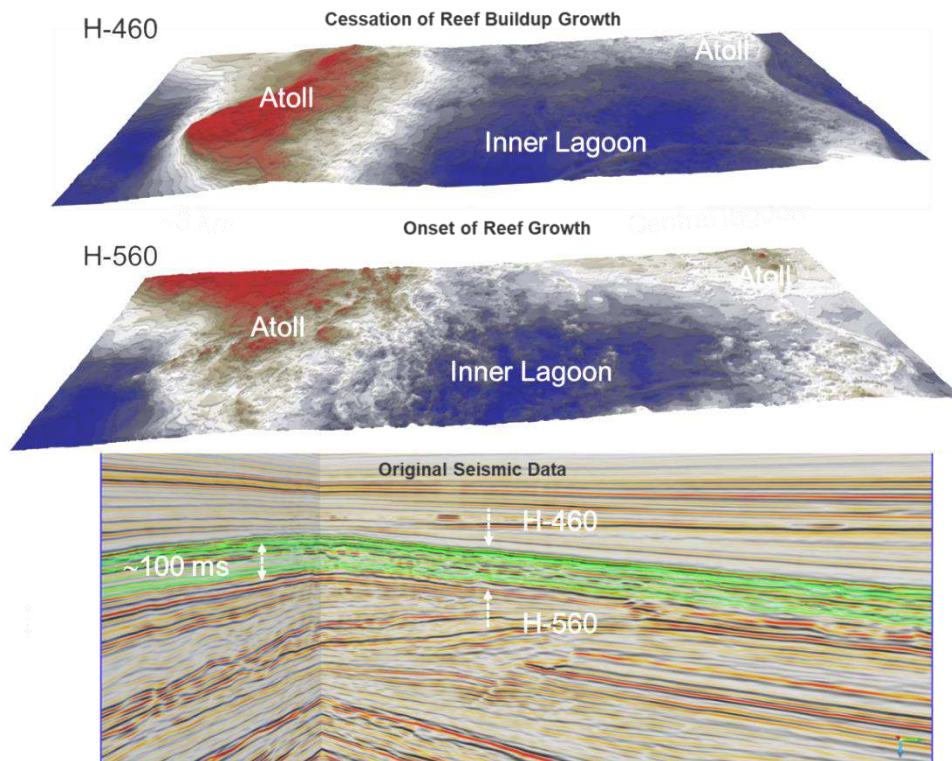 Cessation of Reef Buildup Growth
H-460
Atoll
Atoll
Inner Lagoon
Onset of Reef Growth
H-560
Atoll
Atoll
Inner Lagoon
Original Seismic Data
H-460
~100 ms
H-560